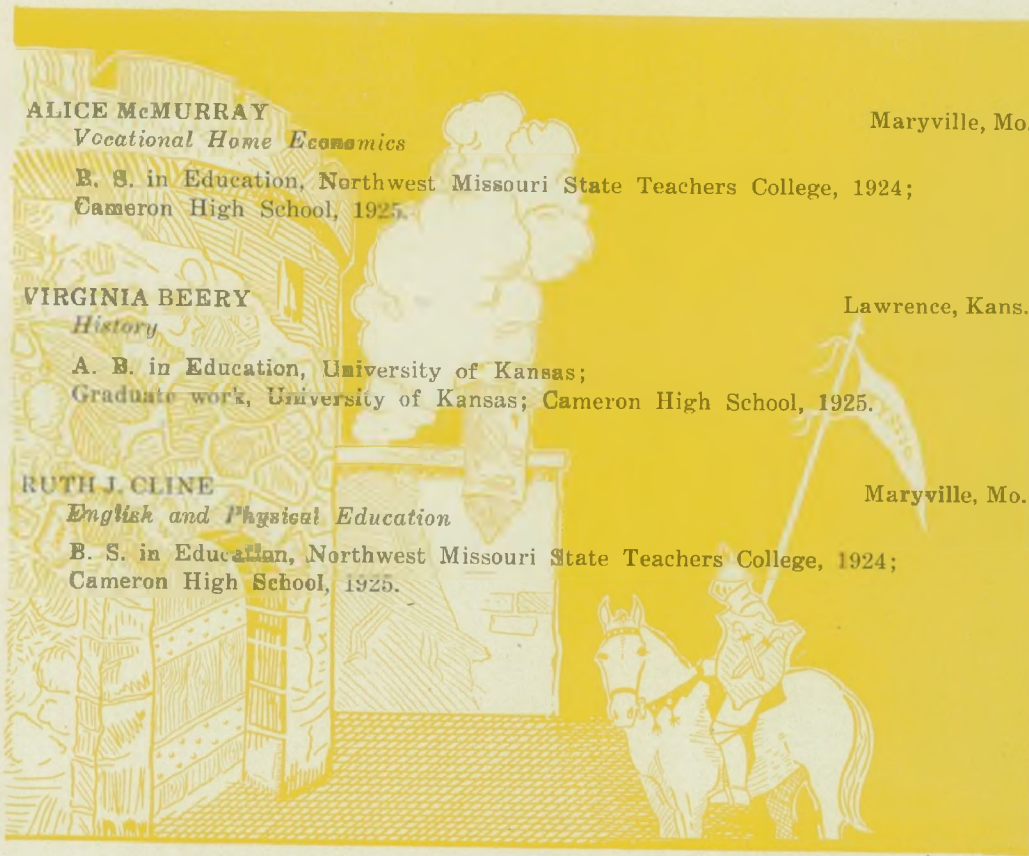 ALICE McMURRAY Maryville, Mo.
Vocational Home Economics
B. S. in Education, Northwest Missouri State Teachers College, 1924;
Cameron High School, 1925.
VIRGINIA BEERY Lawrence, Kans.
History
A. B. in Education, University of Kansas;
Graduate work, University of Kansas; Cameron High School, 1925.
RUTH J. CLINE Maryville, Mo.
English and Physical Education
B. S. in Education, Northwest Missouri State Teachers College, 1924;
Cameron High School, 1925.